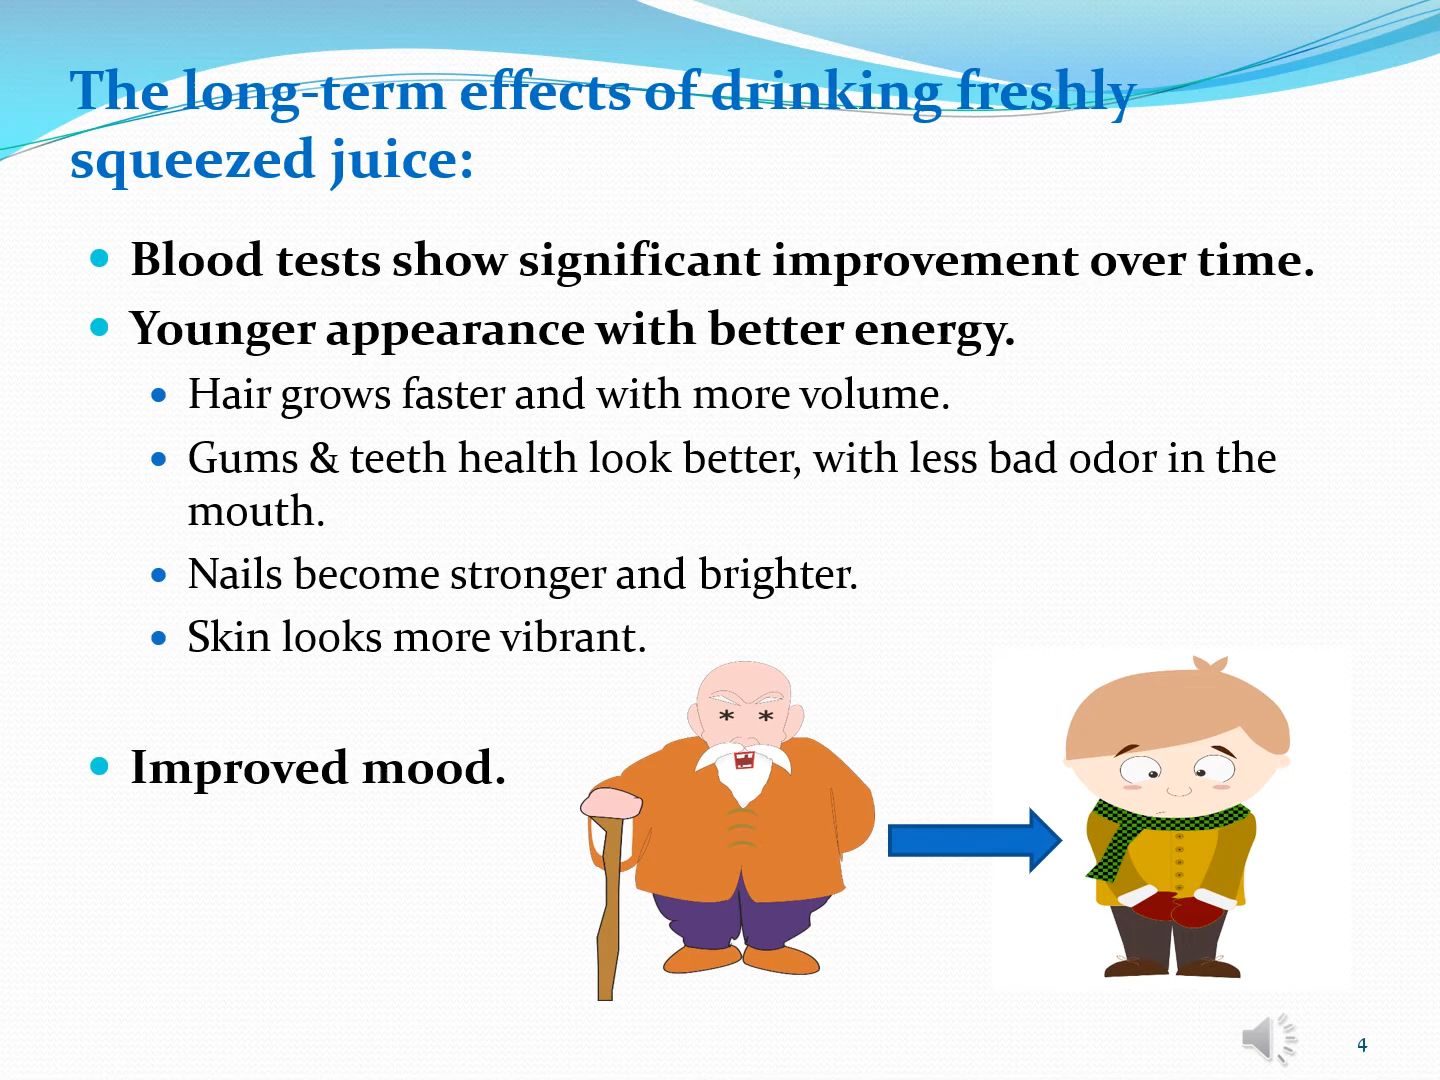 The long-term effects of drinking freshly
squeezed juice:
• Blood tests show significant improvement over time.
• Younger appearance with better energy.
• Hair grows faster and with more volume.
• Gums & teeth health look better, with less bad odor in the
mouth.
• Nails become stronger and brighter.
• Skin looks more vibrant.
• Improved mood.
4